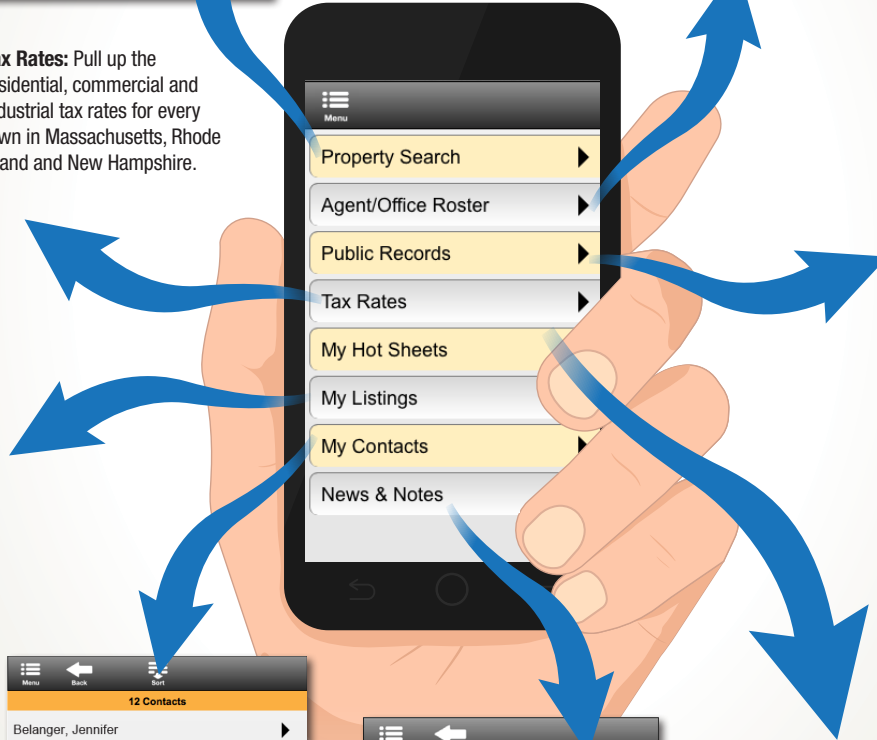 ax Rates: Pull up the
sidential, commercial and
dustrial tax rates for every
wn in Massachusetts, Rhode
and and New Hampshire.
Menu
Property Search
Agent/Office Roster
Public Records
Tax Rates
My Hot Sheets
My Listings
My Contacts
News & Notes
Menu Back Sort
12 Contacts
Belanger, Jennifer